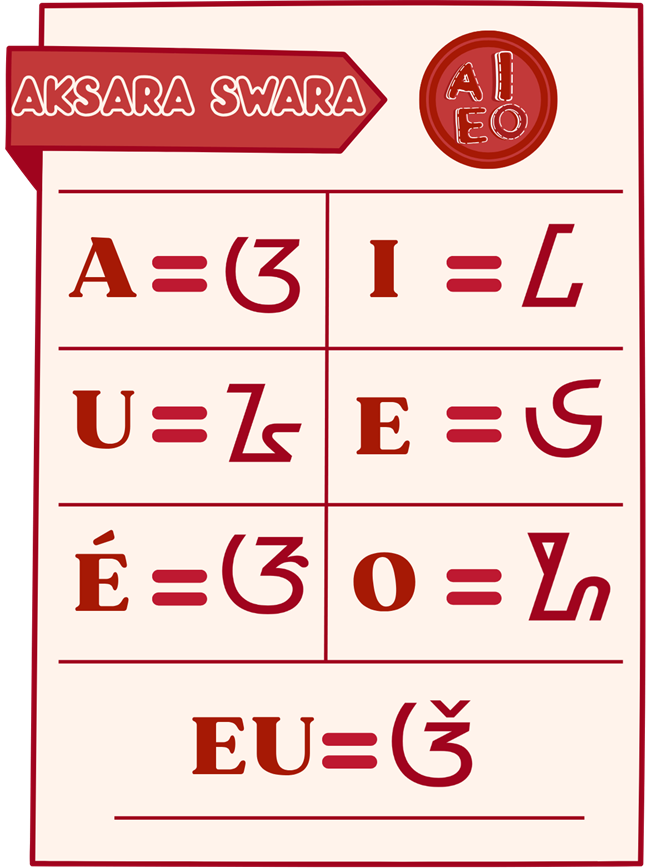 AKSARA SWARA
A I
E O
A = ᮃ I = ᮄ
U = ᮅ E = ᮈ
É = ᮆ O = ᮇ
EU = ᮉ